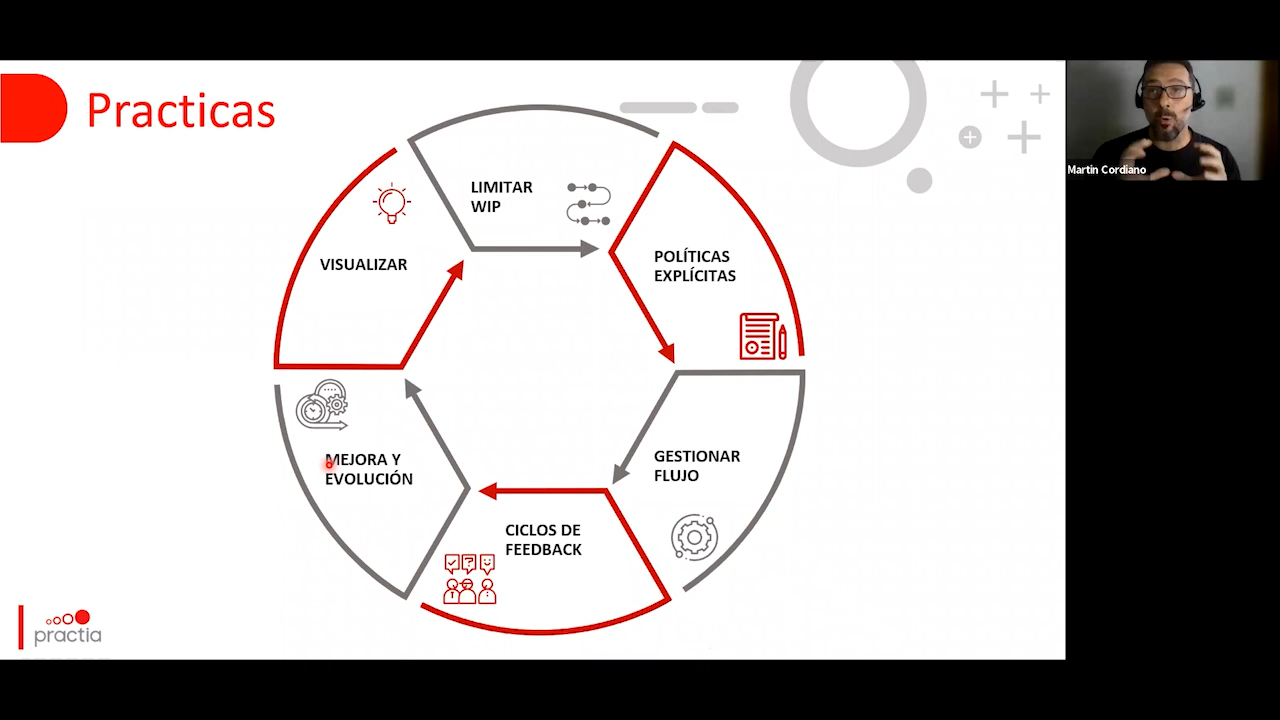 Practicas
LIMITAR
WIP
VISUALIZAR
POLÍTICAS
EXPLÍCITAS
MEJORA Y
EVOLUCIÓN
GESTIONAR
FLUJO
CICLOS DE
FEEDBACK
practia
Martin Cordiano